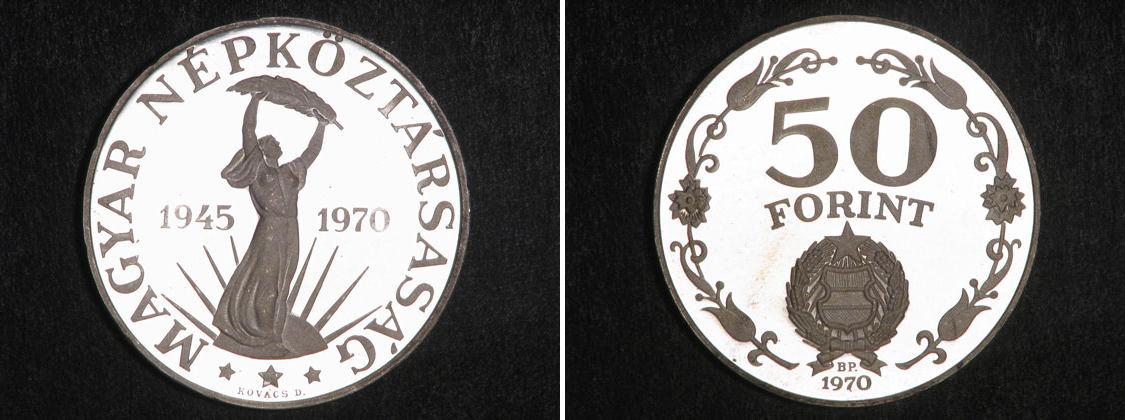 MAGYAR NÉPKÖZTÁRSASÁG
1945 1970
KOVÁCS D.
50
FORINT
BP.
1970